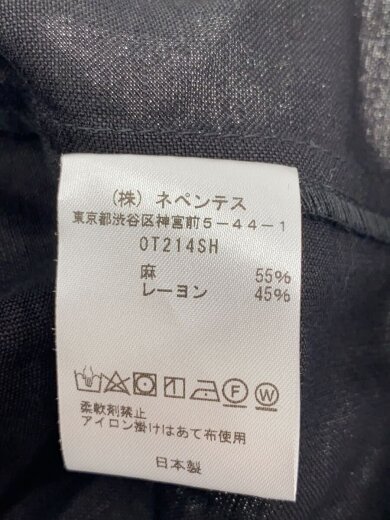 (株) ネペンテス
東京都渋谷区神宮前5-44-1
OT214SH
麻 55%
レーヨン 45%
F W
柔軟剤禁止
アイロン掛けはあて布使用
日本製